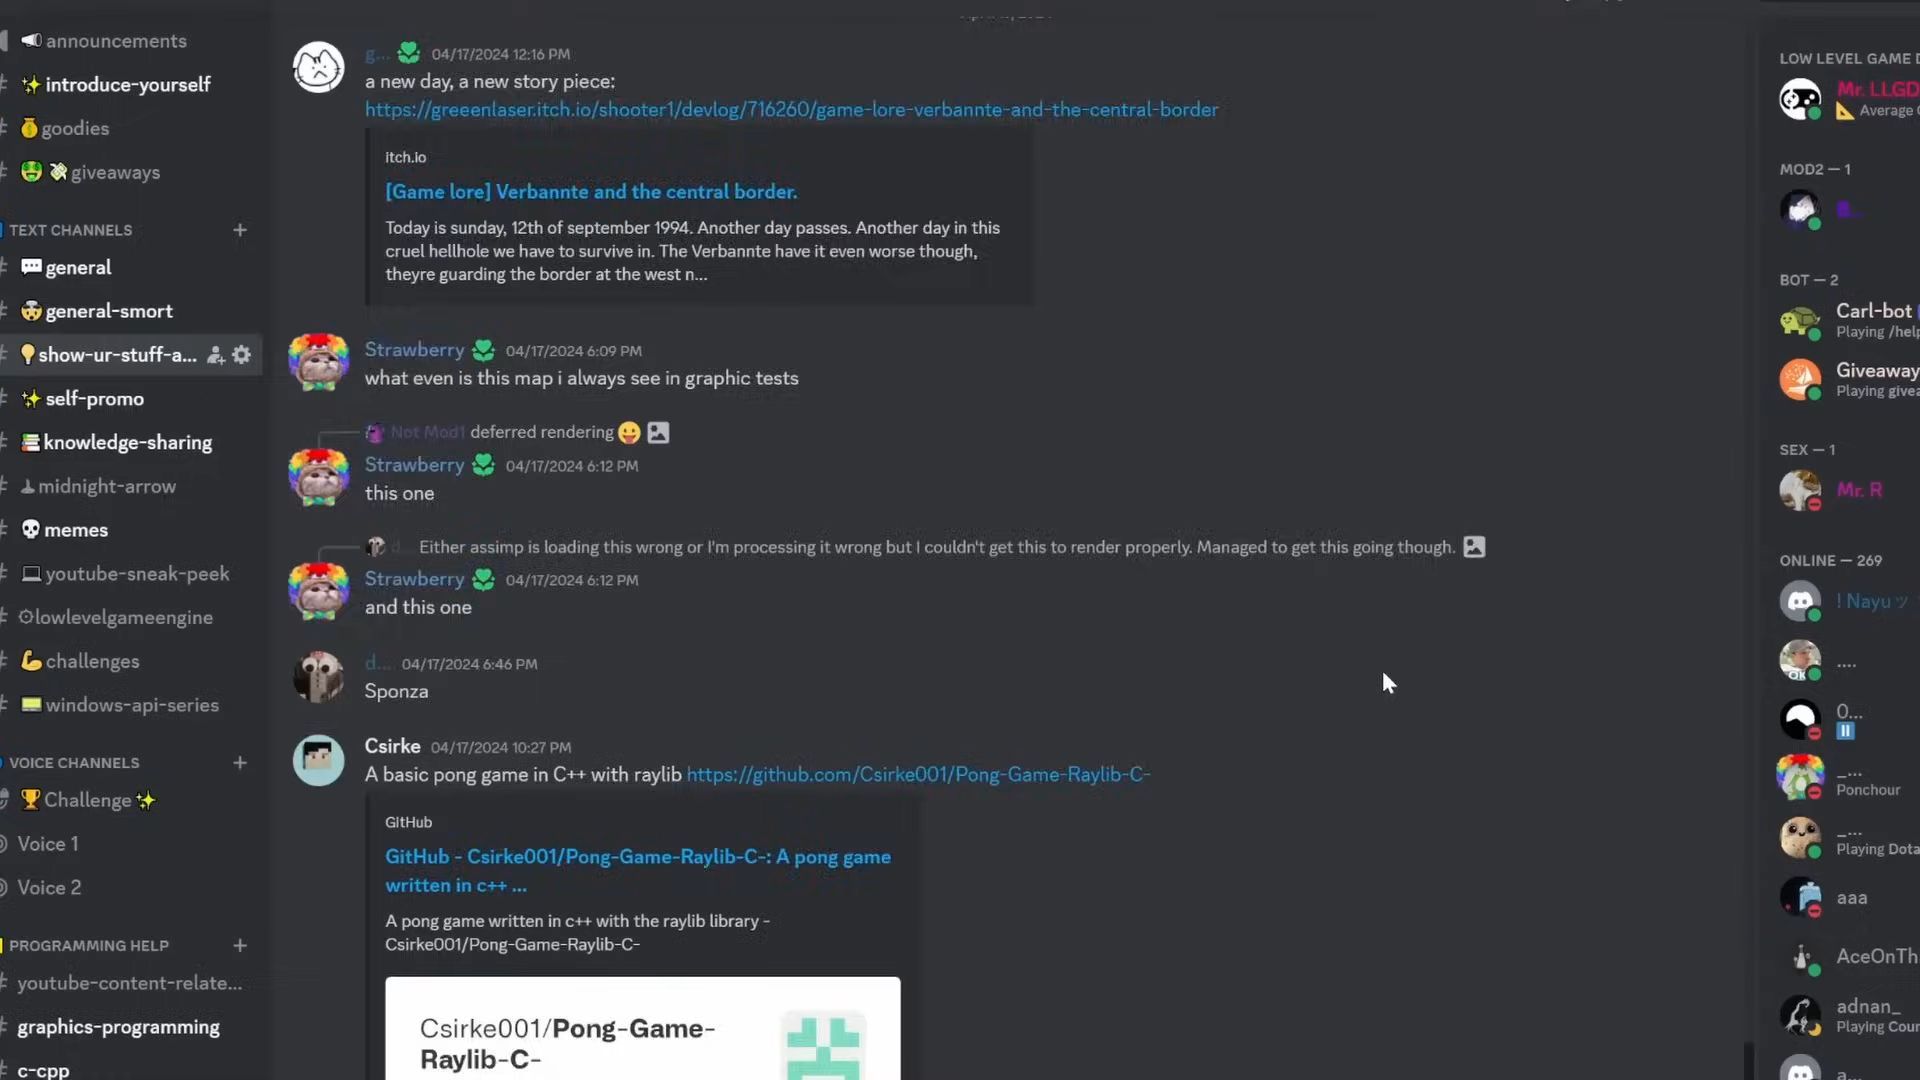 announcements
introduce-yourself
goodies
giveaways
TEXT CHANNELS
general
general-smort
show-ur-stuff-a...
self-promo
knowledge-sharing
midnight-arrow
memes
youtube-sneak-peek
lowlevelgameengine
challenges
windows-api-series
VOICE CHANNELS
Challenge
Voice 1
Voice 2
PROGRAMMING HELP
youtube-content-relate...
graphics-programming
c-cpp
g... 04/17/2024 12:16 PM
a new day, a new story piece:
https://greeenlaser.itch.io/shooter1/devlog/716260/game-lore-verbannte-and-the-central-border
itch.io
[Game lore] Verbannte and the central border.
Today is sunday, 12th of september 1994. Another day passes. Another day in this
cruel hellhole we have to survive in. The Verbannte have it even worse though,
theyre guarding the border at the west n...
Strawberry 04/17/2024 6:09 PM
what even is this map i always see in graphic tests
Not Mod1 deferred rendering
Strawberry 04/17/2024 6:12 PM
this one
Either assimp is loading this wrong or I'm processing it wrong but I couldn't get this to render properly. Managed to get this going though.
Strawberry 04/17/2024 6:12 PM
and this one
d... 04/17/2024 6:46 PM
Sponza
Csirke 04/17/2024 10:27 PM
A basic pong game in C++ with raylib https://github.com/Csirke001/Pong-Game-Raylib-C-
GitHub
GitHub - Csirke001/Pong-Game-Raylib-C-: A pong game
written in c++ ...
A pong game written in c++ with the raylib library -
Csirke001/Pong-Game-Raylib-C-
Csirke001/Pong-Game-
Raylib-C-
LOW LEVEL GAME D
Mr. LLGD
Average
MOD2 — 1
BOT — 2
Carl-bot
Playing /help
Giveaway
Playing givea
SEX — 1
Mr. R
ONLINE — 269
! Nayuッ
....
OK
0...
_...
Ponchour
_...
Playing Dota
aaa
AceOnTh
adnan_
Playing Coun
a...